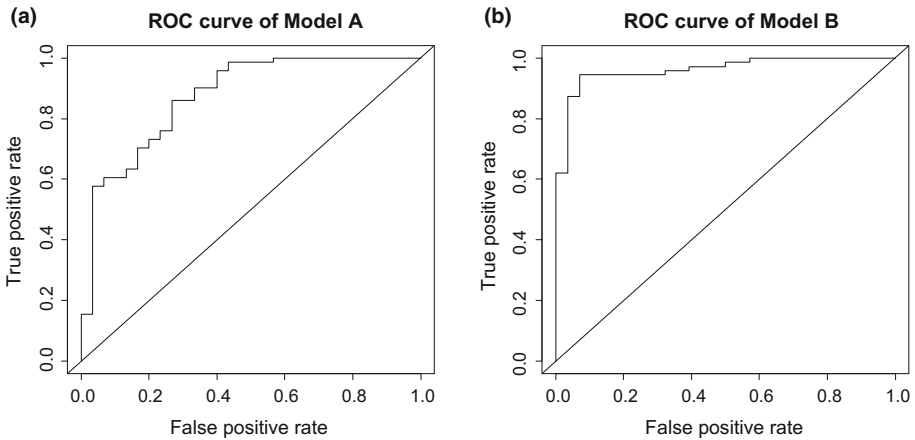 (a)
ROC curve of Model A
True positive rate
1.0
0.8
0.6
0.4
0.2
0.0
0.0 0.2 0.4 0.6 0.8 1.0
False positive rate
(b)
ROC curve of Model B
True positive rate
1.0
0.8
0.6
0.4
0.2
0.0
0.0 0.2 0.4 0.6 0.8 1.0
False positive rate